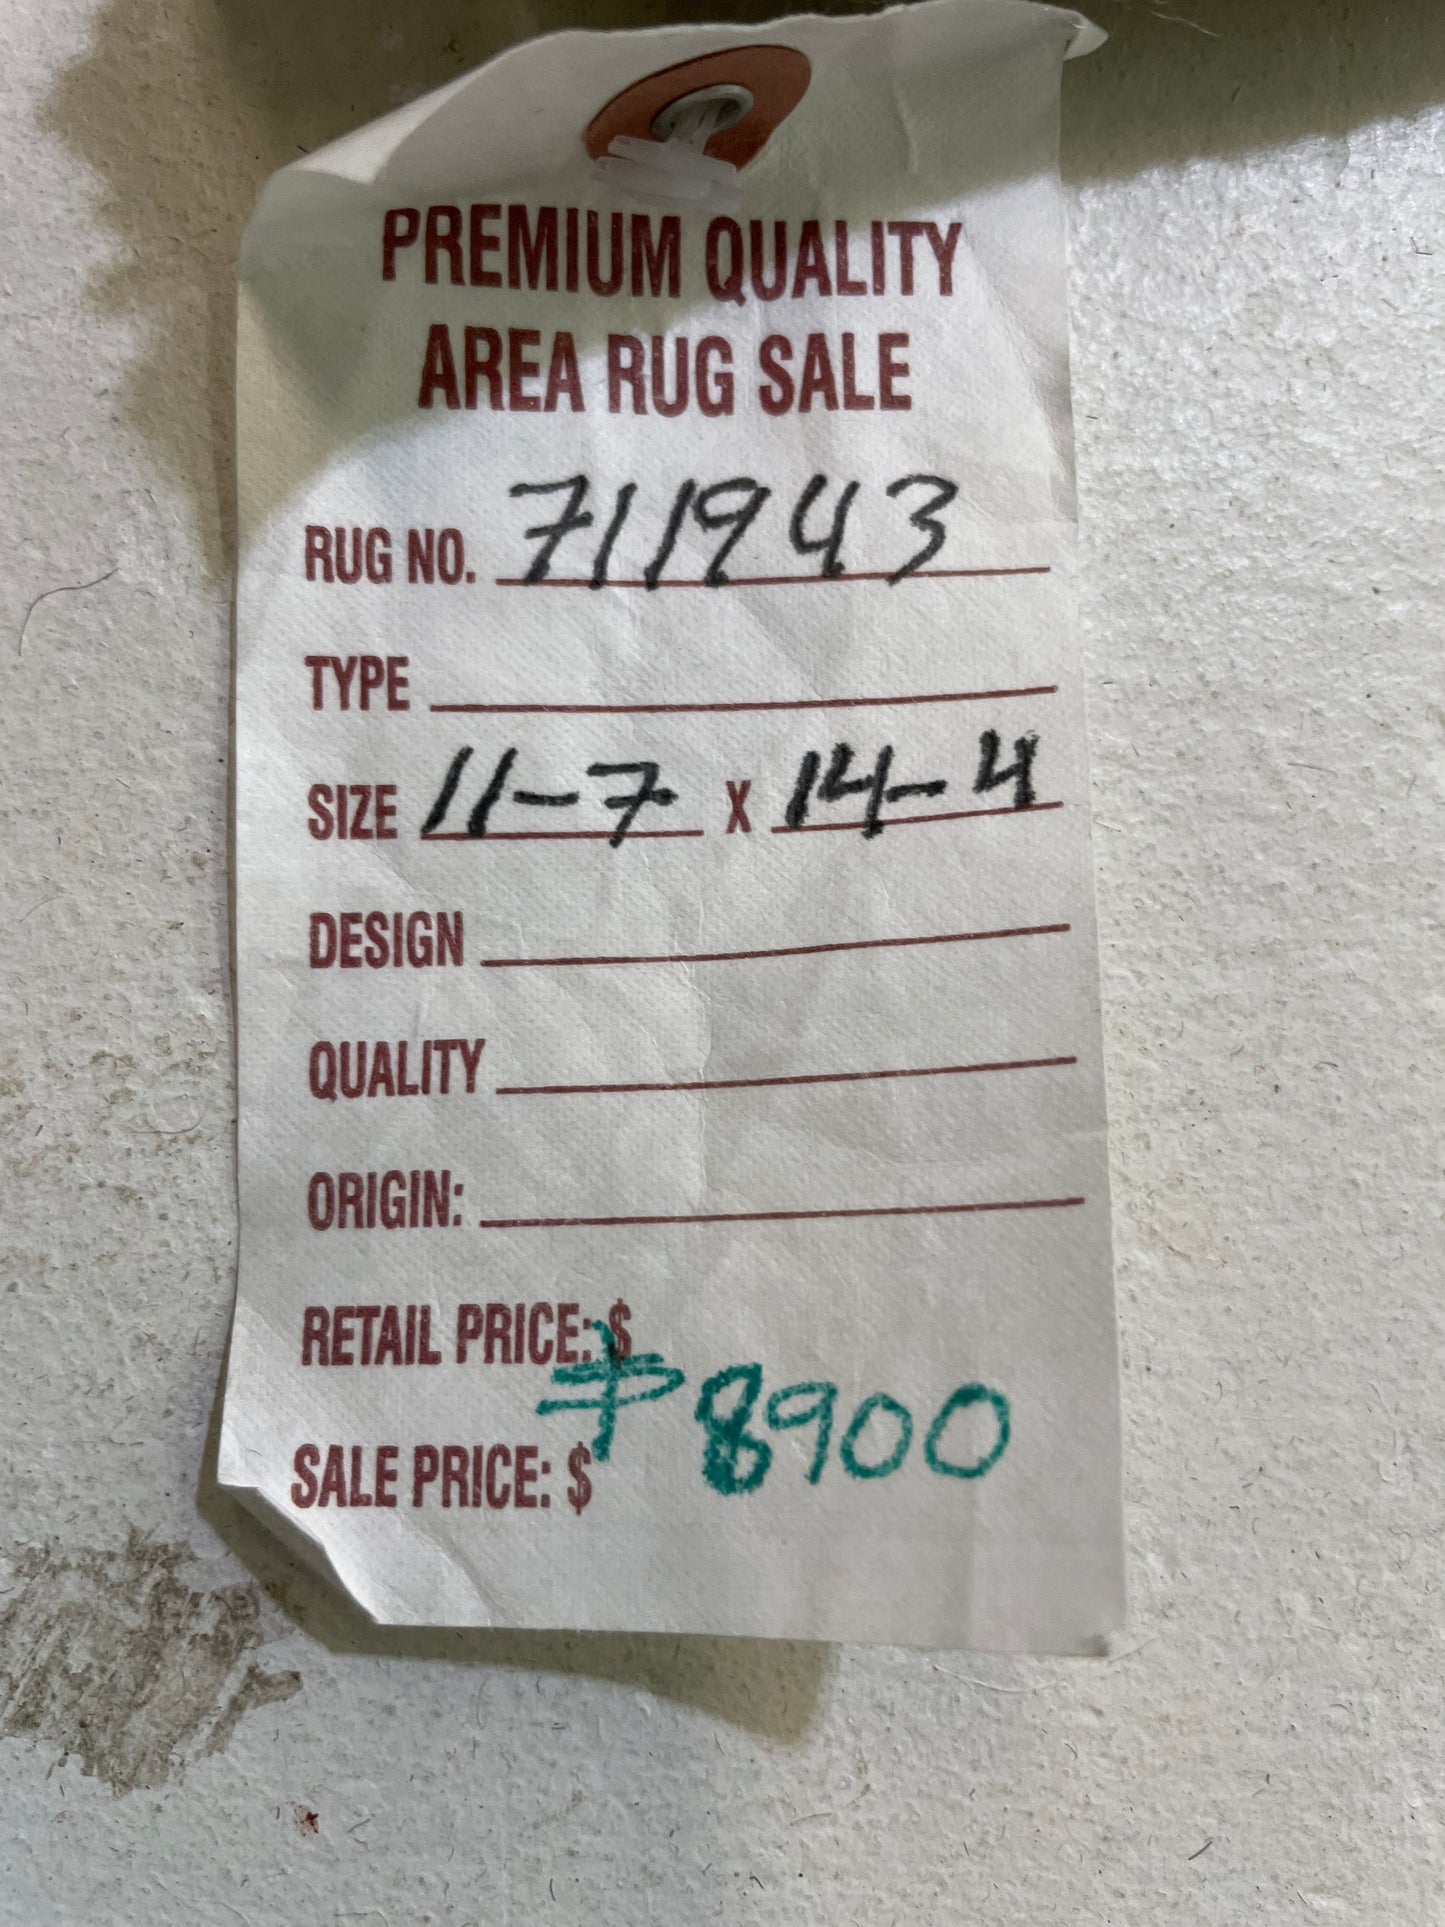 PREMIUM QUALITY
AREA RUG SALE
RUG NO. 711943
TYPE
SIZE 11-7 X 14-4
DESIGN
QUALITY
ORIGIN:
RETAIL PRICE: $
8900
SALE PRICE: $